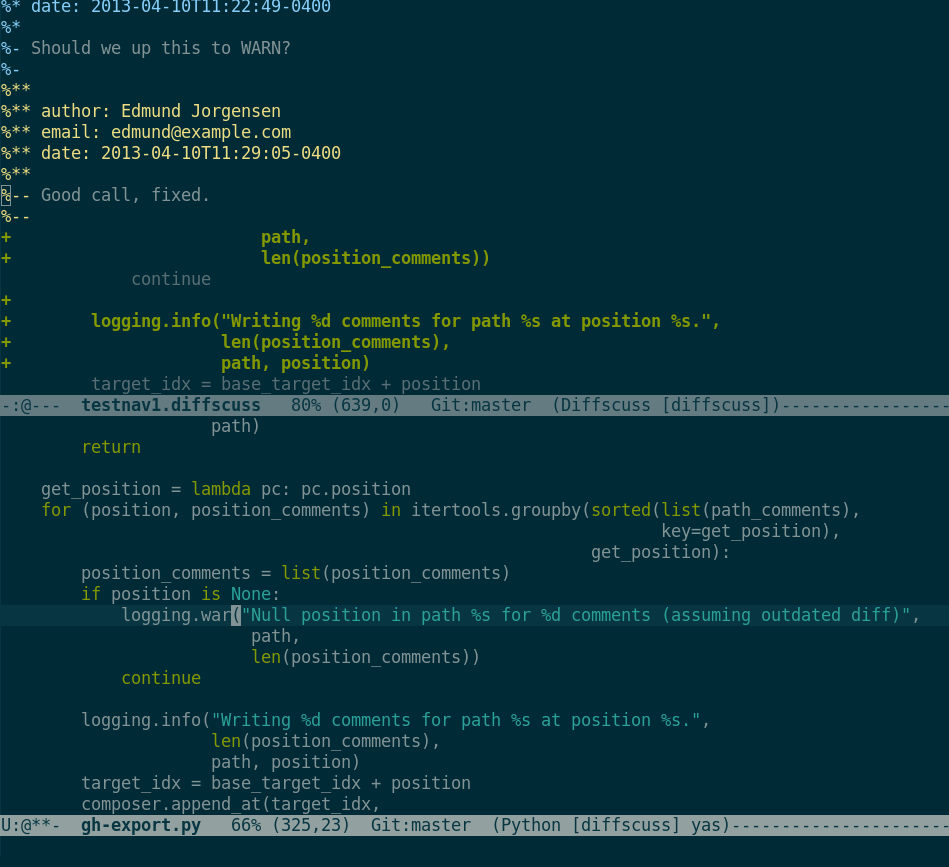 %* date: 2013-04-10T11:22:49-0400
%*
%- Should we up this to WARN?
%-
%**
%** author: Edmund Jorgensen
%** email: edmund@example.com
%** date: 2013-04-10T11:29:05-0400
%**
%-- Good call, fixed.
%--
+                         path,
+                         len(position_comments))
             continue
+
+        logging.info("Writing %d comments for path %s at position %s.",
+                     len(position_comments),
+                     path, position)
         target_idx = base_target_idx + position
-:@---  testnav1.diffscuss   80% (639,0)   Git:master  (Diffscuss [diffscuss])-----------------
                     path)
        return

    get_position = lambda pc: pc.position
    for (position, position_comments) in itertools.groupby(sorted(list(path_comments),
                                                                  key=get_position),
                                                           get_position):
        position_comments = list(position_comments)
        if position is None:
            logging.war("Null position in path %s for %d comments (assuming outdated diff)",
                         path,
                         len(position_comments))
            continue

        logging.info("Writing %d comments for path %s at position %s.",
                     len(position_comments),
                     path, position)
        target_idx = base_target_idx + position
        composer.append_at(target_idx,
U:@**-  gh-export.py   66% (325,23)  Git:master  (Python [diffscuss] yas)----------------------